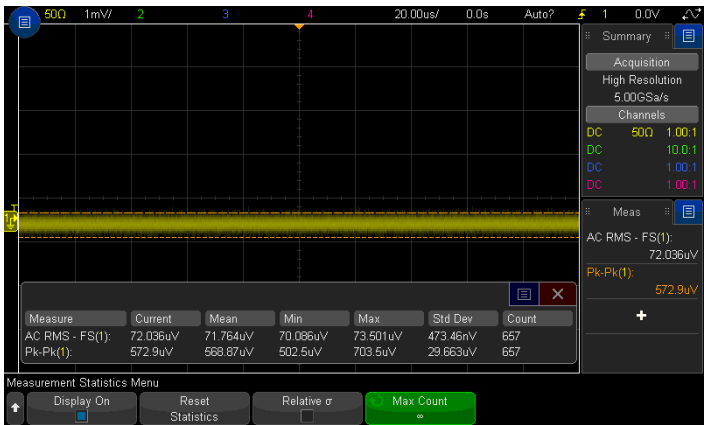 50Ω 1mV/ 2 3 4 20.00us/ 0.0s Auto? 1 0.0V
Summary
Acquisition
High Resolution
5.00GSa/s
Channels
DC 50Ω 1.00:1
DC 10.0:1
DC 1.00:1
DC 1.00:1
Meas
AC RMS - FS(1):
72.036uV
Pk-Pk(1):
572.9uV
Measure Current Mean Min Max Std Dev Count
AC RMS - FS(1): 72.036uV 71.764uV 70.086uV 73.501uV 473.46nV 657
Pk-Pk(1): 572.9uV 568.87uV 502.5uV 703.5uV 29.663uV 657
Measurement Statistics Menu
Display On
Reset
Statistics
Relative σ
Max Count
∞